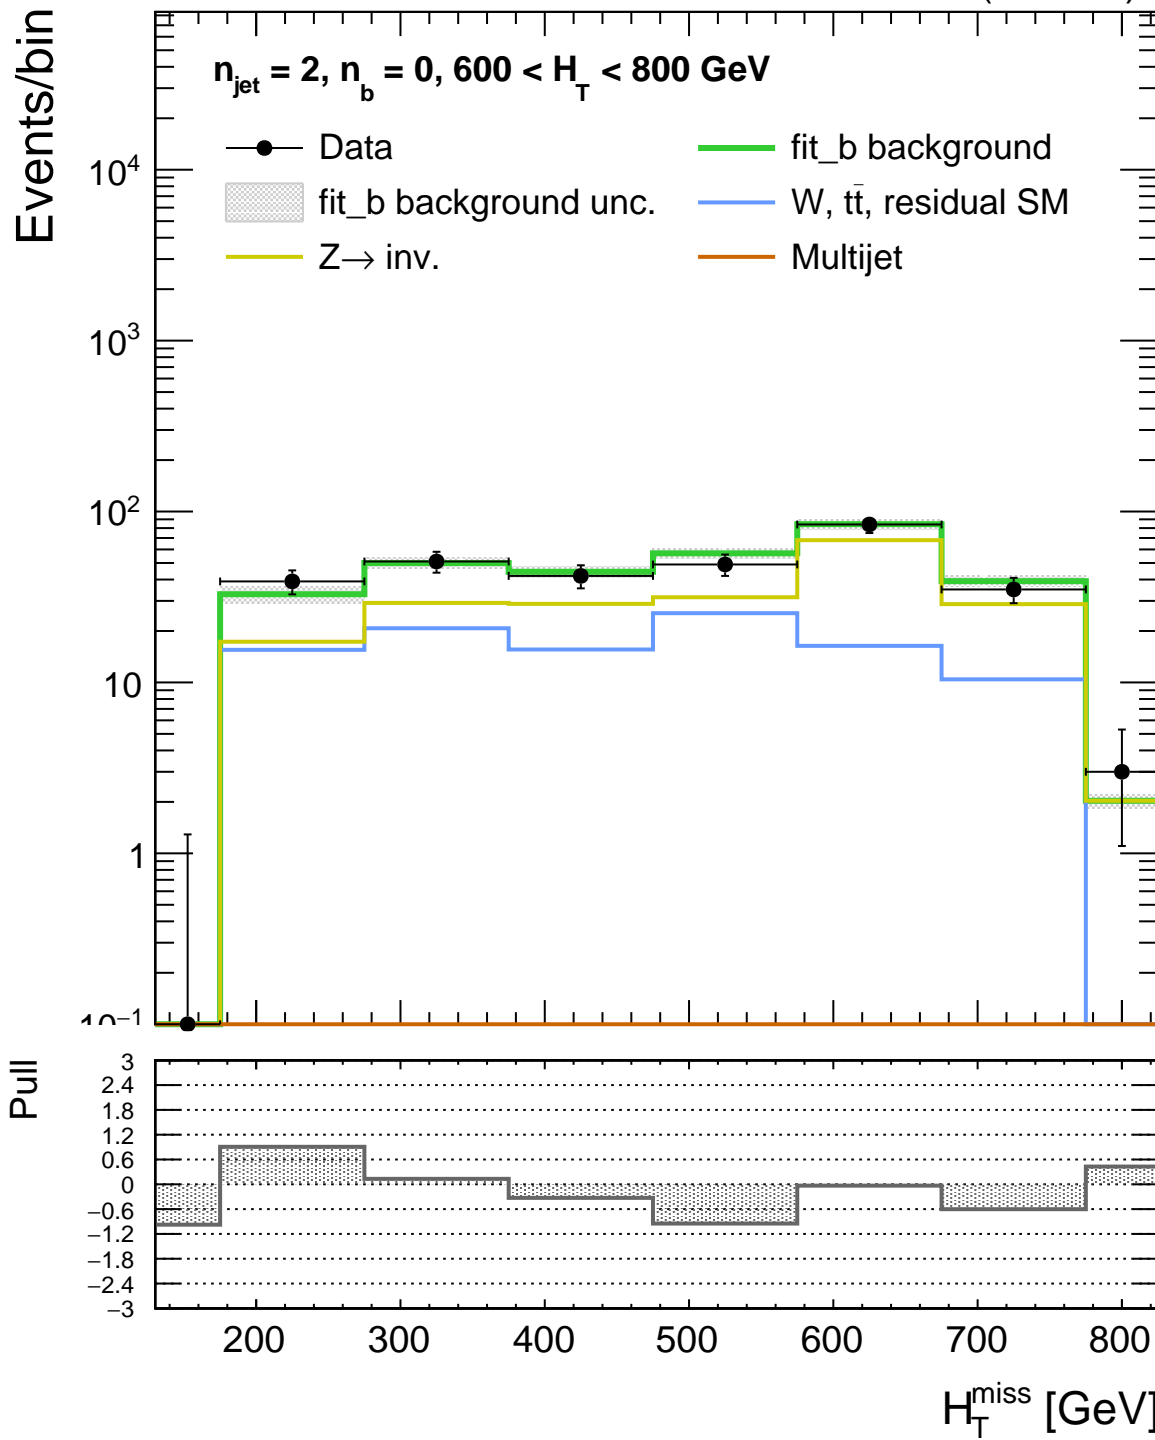 n_jet = 2, n_b = 0, 600 < H_T < 800 GeV
Data
fit_b background
fit_b background unc.
W, tt̄, residual SM
Z→ inv.
Multijet
Events/bin
10^4
10^3
10^2
10
1
10^−1
Pull
3
2.4
1.8
1.2
0.6
0
−0.6
−1.2
−1.8
−2.4
−3
200 300 400 500 600 700 800
H_T^miss [GeV]